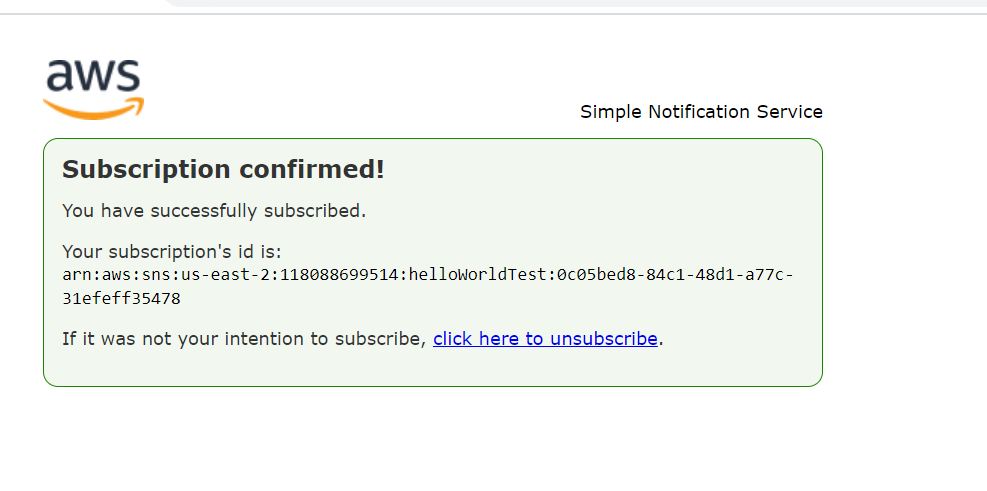 aws
Simple Notification Service
Subscription confirmed!
You have successfully subscribed.
Your subscription's id is:
arn:aws:sns:us-east-2:118088699514:helloWorldTest:0c05bed8-84c1-48d1-a77c-
31efeff35478
If it was not your intention to subscribe, click here to unsubscribe.